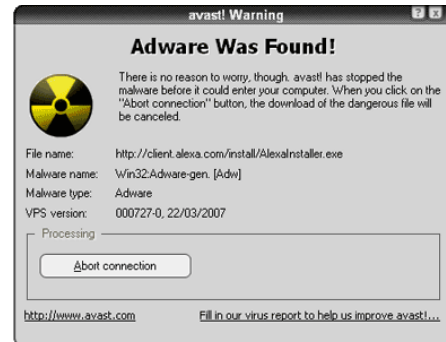 avast! Warning
Adware Was Found!
There is no reason to worry, though. avast! has stopped the
malware before it could enter your computer. When you click on the
"Abort connection" button, the download of the dangerous file will
be canceled.
File name: http://client.alexa.com/install/AlexaInstaller.exe
Malware name: Win32:Adware-gen. [Adw]
Malware type: Adware
VPS version: 000727-0, 22/03/2007
Processing
Abort connection
http://www.avast.com Fill in our virus report to help us improve avast!...